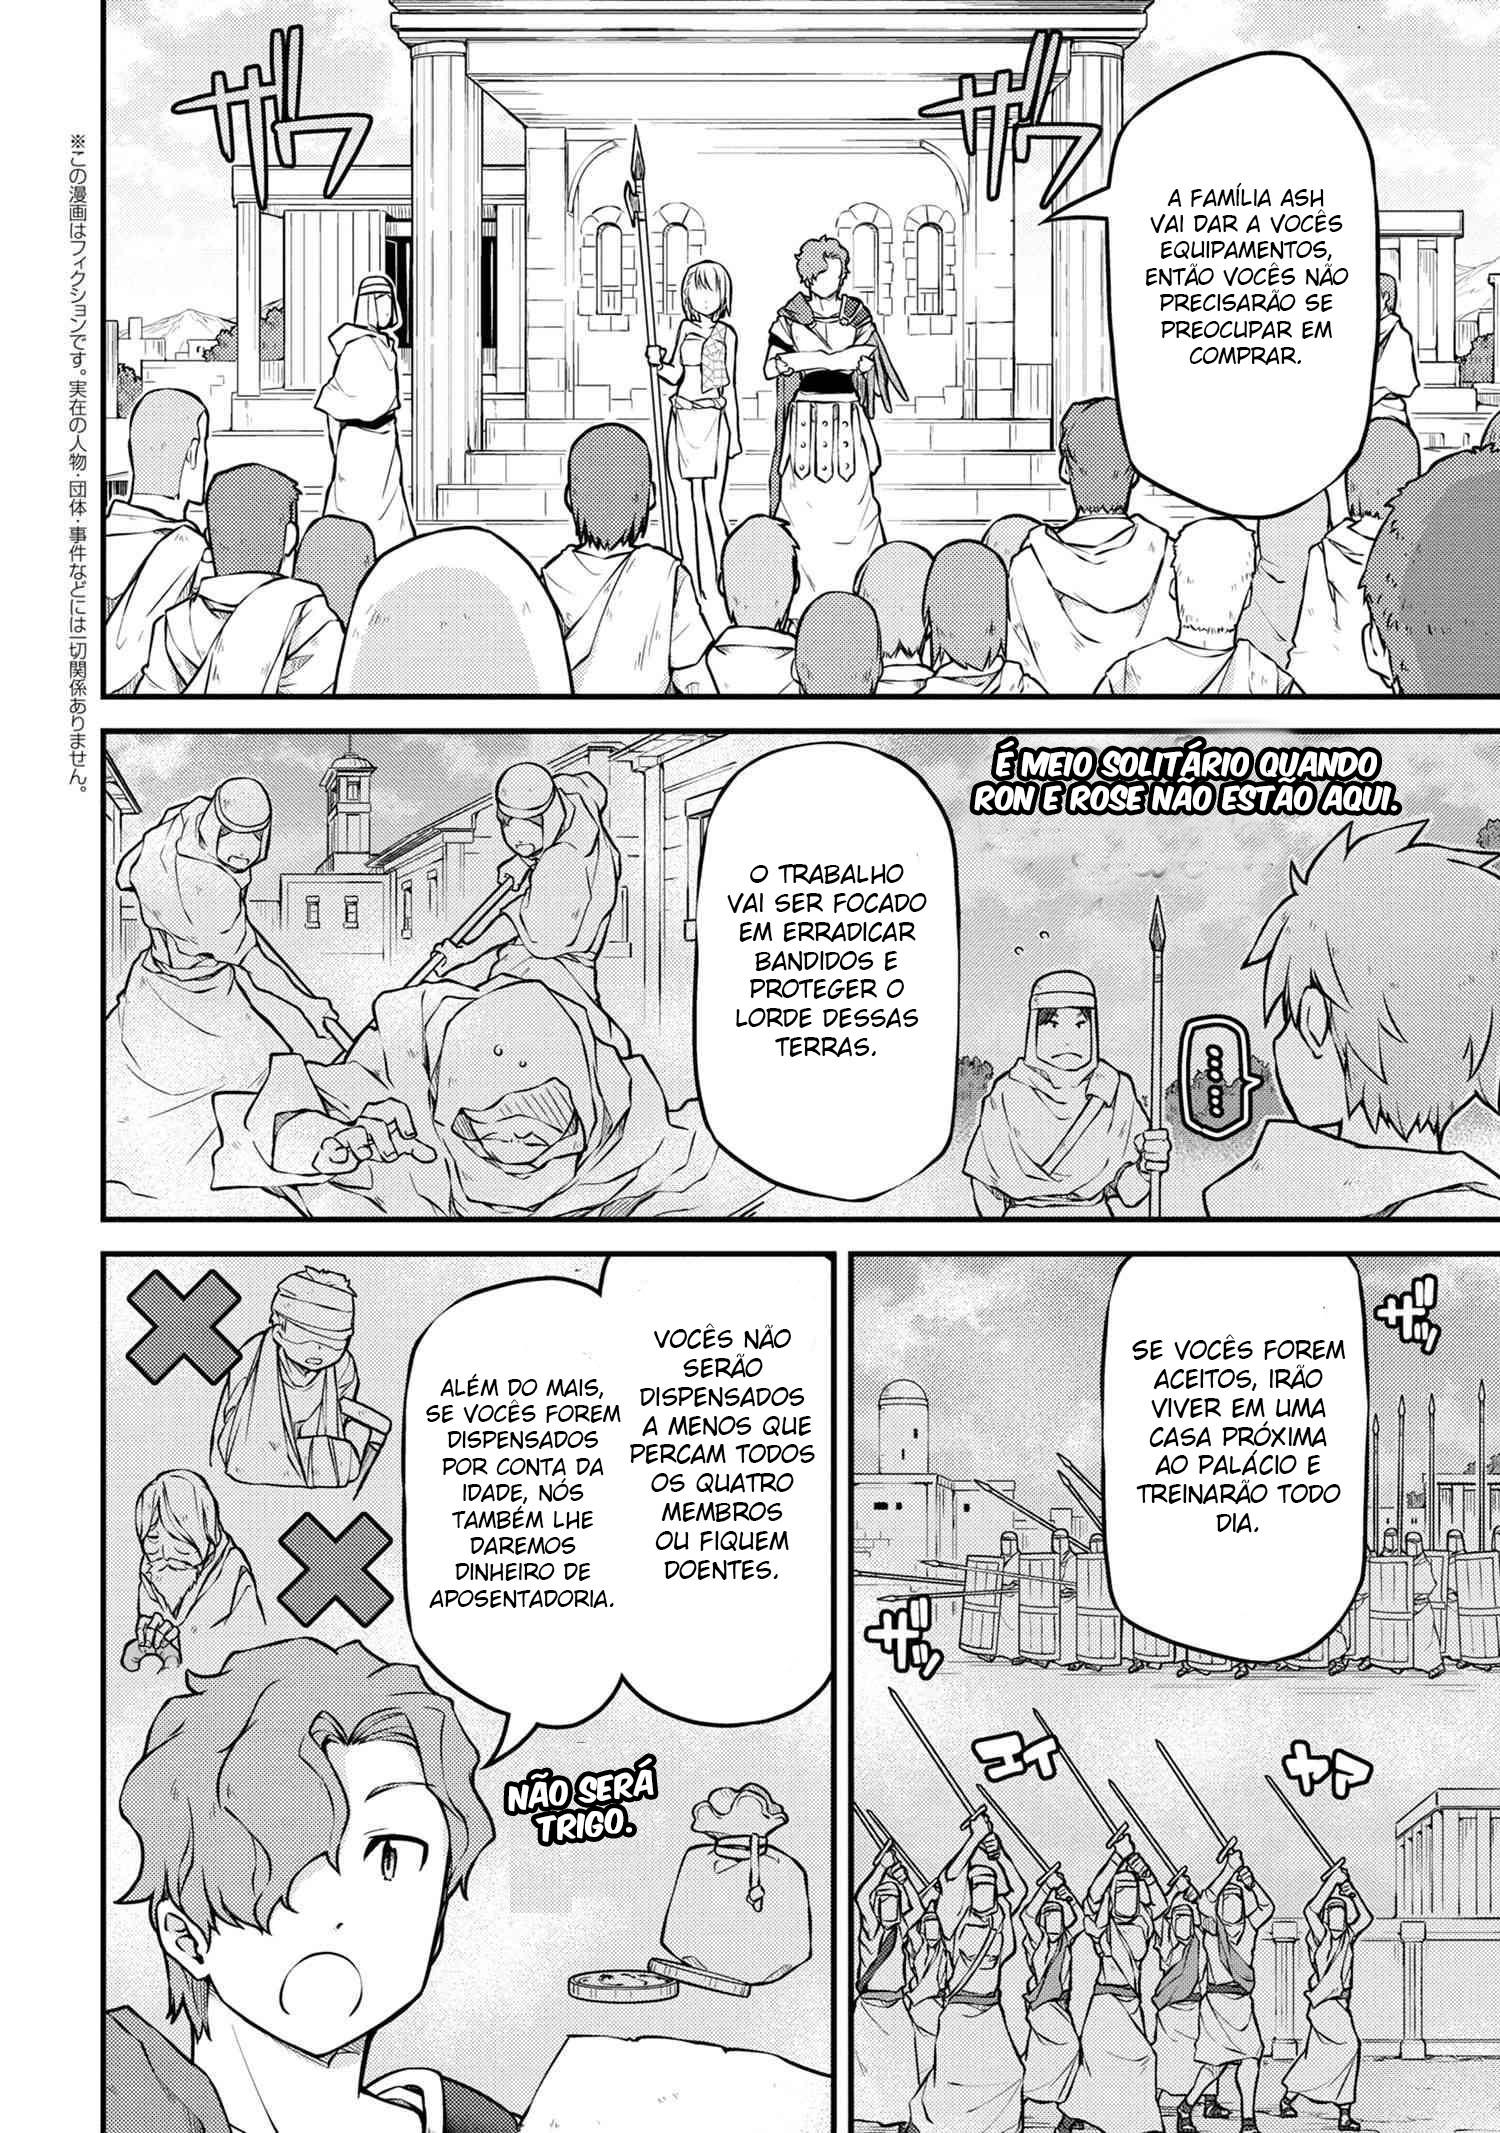 ザワ
ザワ
A FAMÍLIA ASH
VAI DAR A VOCÊS
EQUIPAMENTOS,
ENTÃO VOCÊS NÃO
PRECISARÃO SE
PREOCUPAR EM
COMPRAR.
※この漫画はフィクションです。実在の人物・団体・事件などには一切関係ありません。
É MEIO SOLITÁRIO QUANDO
RON E ROSE NÃO ESTÃO AQUI.
O TRABALHO
VAI SER FOCADO
EM ERRADICAR
BANDIDOS E
PROTEGER O
LORDE DESSAS
TERRAS.
SE VOCÊS FOREM
ACEITOS, IRÃO
VIVER EM UMA
CASA PRÓXIMA
AO PALÁCIO E
TREINARÃO TODO
DIA.
ザッ
ザッ
エイ
ヤマ
VOCÊS NÃO
SERÃO
DISPENSADOS
A MENOS QUE
PERCAM TODOS
OS QUATRO
MEMBROS
OU FIQUEM
DOENTES.
ALÉM DO MAIS,
SE VOCÊS FOREM
DISPENSADOS
POR CONTA DA
IDADE, NÓS
TAMBÉM LHE
DAREMOS
DINHEIRO DE
APOSENTADORIA.
NÃO SERÁ
TRIGO.